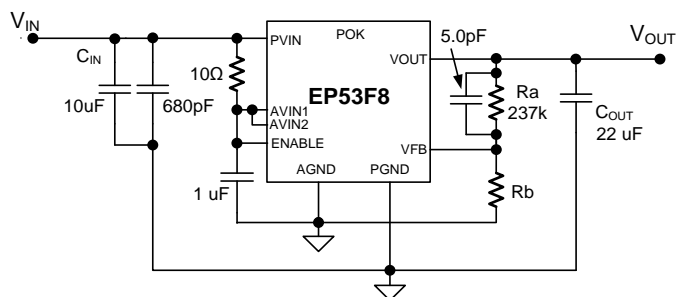 VIN
VOUT
CIN
10uF
680pF
10Ω
1 uF
PVIN
POK
VOUT
EP53F8
AVIN1
AVIN2
ENABLE
VFB
AGND
PGND
5.0pF
Ra
237k
Rb
COUT
22 uF